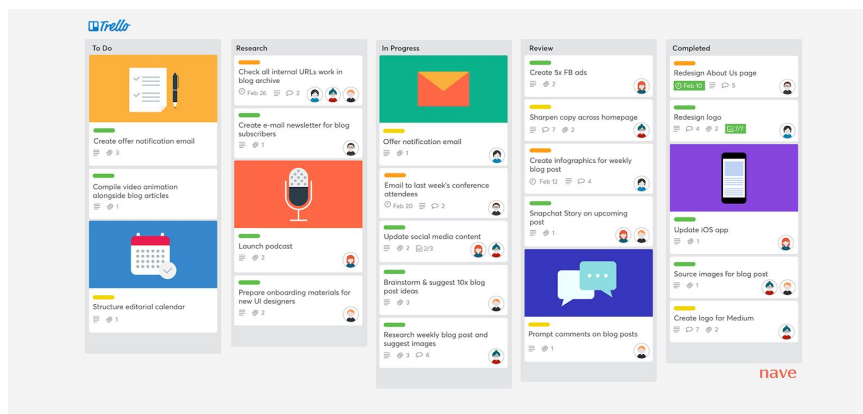 Trello
To Do
Create offer notification email
3
Compile video animation
alongside blog articles
1
Structure editorial calendar
1
Research
Check all internal URLs work in
blog archive
Feb 26 2
Create e-mail newsletter for blog
subscribers
1
Launch podcast
2
Prepare onboarding materials for
new UI designers
2
In Progress
Offer notification email
1
Email to last week's conference
attendees
Feb 20 2
Update social media content
2 2/3
Brainstorm & suggest 10x blog
post ideas
3
Research weekly blog post and
suggest images
3 6
Review
Create 5x FB ads
2
Sharpen copy across homepage
7 2
Create infographics for weekly
blog post
Feb 12 4
Snapchat Story on upcoming
post
1
Prompt comments on blog posts
1
Completed
Redesign About Us page
Feb 10 5
Redesign logo
4 2 7/7
Update iOS app
1
Source images for blog post
1
Create logo for Medium
7 2
nave